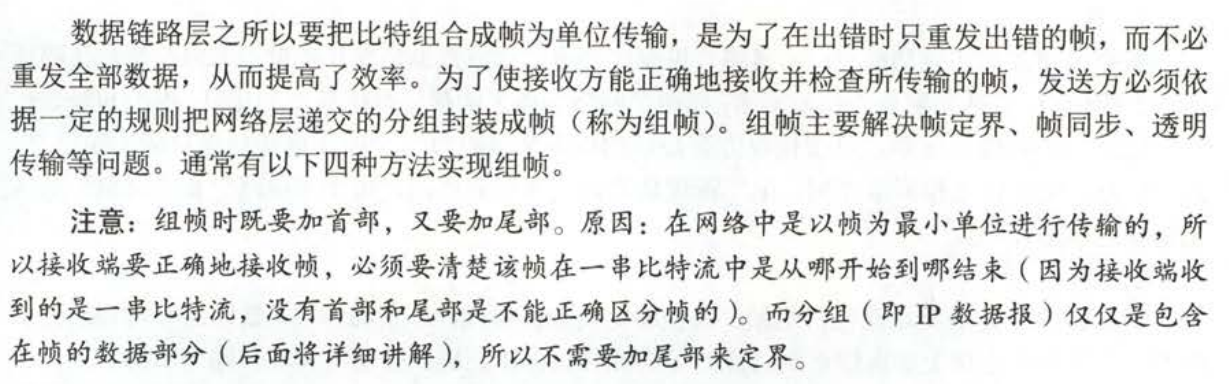 数据链路层之所以要把比特组合成帧为单位传输，是为了在出错时只重发出错的帧，而不必
重发全部数据，从而提高了效率。为了使接收方能正确地接收并检查所传输的帧，发送方必须依
据一定的规则把网络层递交的分组封装成帧（称为组帧）。组帧主要解决帧定界、帧同步、透明
传输等问题。通常有以下四种方法实现组帧。
注意：组帧时既要加首部，又要加尾部。原因：在网络中是以帧为最小单位进行传输的，所
以接收端要正确地接收帧，必须要清楚该帧在一串比特流中是从哪开始到哪结束（因为接收端收
到的是一串比特流，没有首部和尾部是不能正确区分帧的）。而分组（即 IP 数据报）仅仅是包含
在帧的数据部分（后面将详细讲解），所以不需要加尾部来定界。